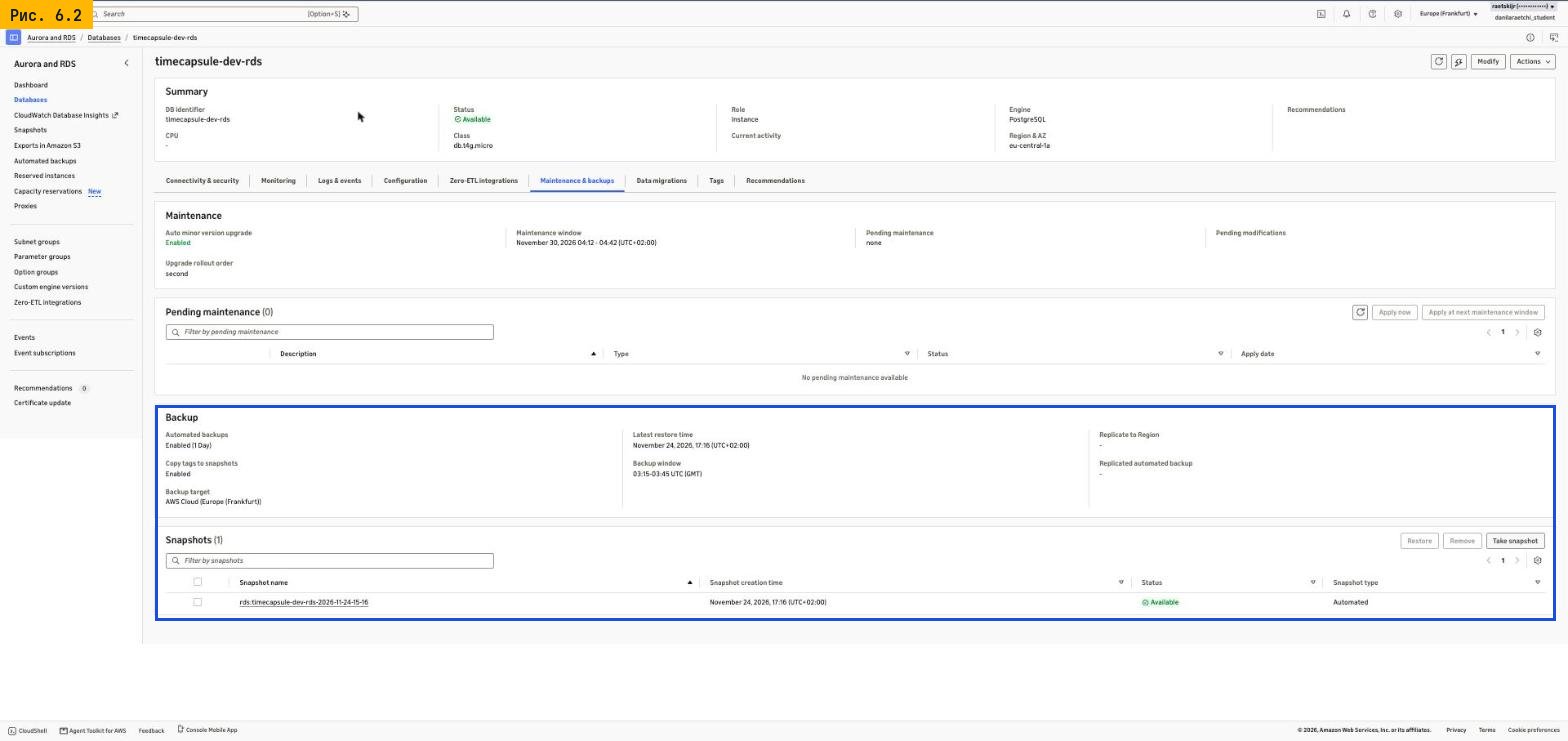 Рис. 6.2
Search [Option+S]
Europe (Frankfurt)
danilaraetchi_student
Aurora and RDS / Databases / timecapsule-dev-rds
Aurora and RDS
Dashboard
Databases
CloudWatch Database Insights
Snapshots
Exports in Amazon S3
Automated backups
Reserved instances
Capacity reservations New
Proxies
Subnet groups
Parameter groups
Option groups
Custom engine versions
Zero-ETL integrations
Events
Event subscriptions
Recommendations 0
Certificate update
timecapsule-dev-rds
Modify Actions
Summary
DB identifier Status Role Engine Recommendations
timecapsule-dev-rds Available Instance PostgreSQL
CPU Class Current activity Region & AZ
- db.t4g.micro eu-central-1a
Connectivity & security Monitoring Logs & events Configuration Zero-ETL integrations Maintenance & backups Data migrations Tags Recommendations
Maintenance
Auto minor version upgrade Maintenance window Pending maintenance Pending modifications
Enabled November 30, 2026 04:12 - 04:42 (UTC+02:00) none
Upgrade rollout order
second
Pending maintenance (0)
Apply now Apply at next maintenance window
Filter by pending maintenance
1
Description Type Status Apply date
No pending maintenance available
Backup
Automated backups Latest restore time Replicate to Region
Enabled (1 Day) November 24, 2026, 17:16 (UTC+02:00) -
Copy tags to snapshots Backup window Replicated automated backup
Enabled 03:15-03:45 UTC (GMT) -
Backup target
AWS Cloud (Europe (Frankfurt))
Snapshots (1)
Restore Remove Take snapshot
Filter by snapshots
1
Snapshot name Snapshot creation time Status Snapshot type
rds:timecapsule-dev-rds-2026-11-24-15-16 November 24, 2026, 17:16 (UTC+02:00) Available Automated
CloudShell Agent Toolkit for AWS Feedback Console Mobile App
© 2026, Amazon Web Services, Inc. or its affiliates. Privacy Terms Cookie preferences